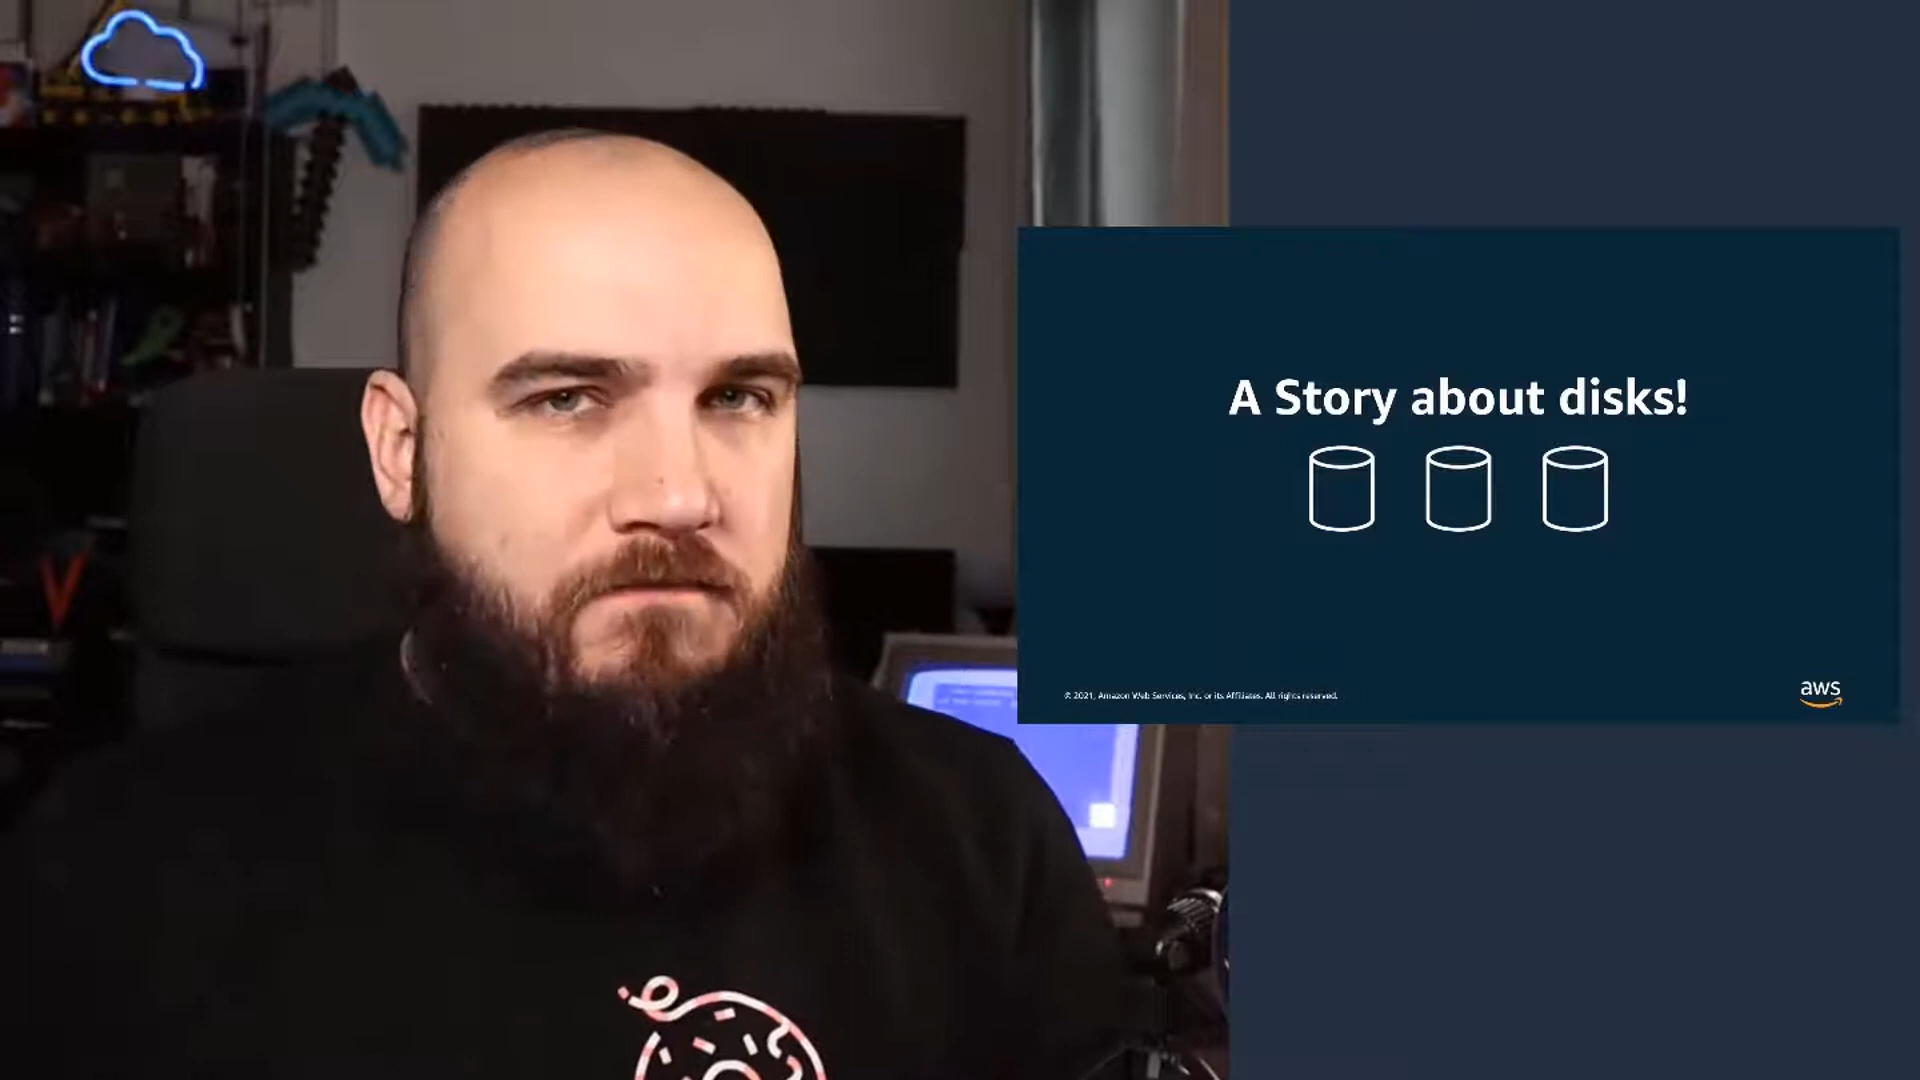 A Story about disks!
© 2021, Amazon Web Services, Inc. or its Affiliates. All rights reserved.
aws